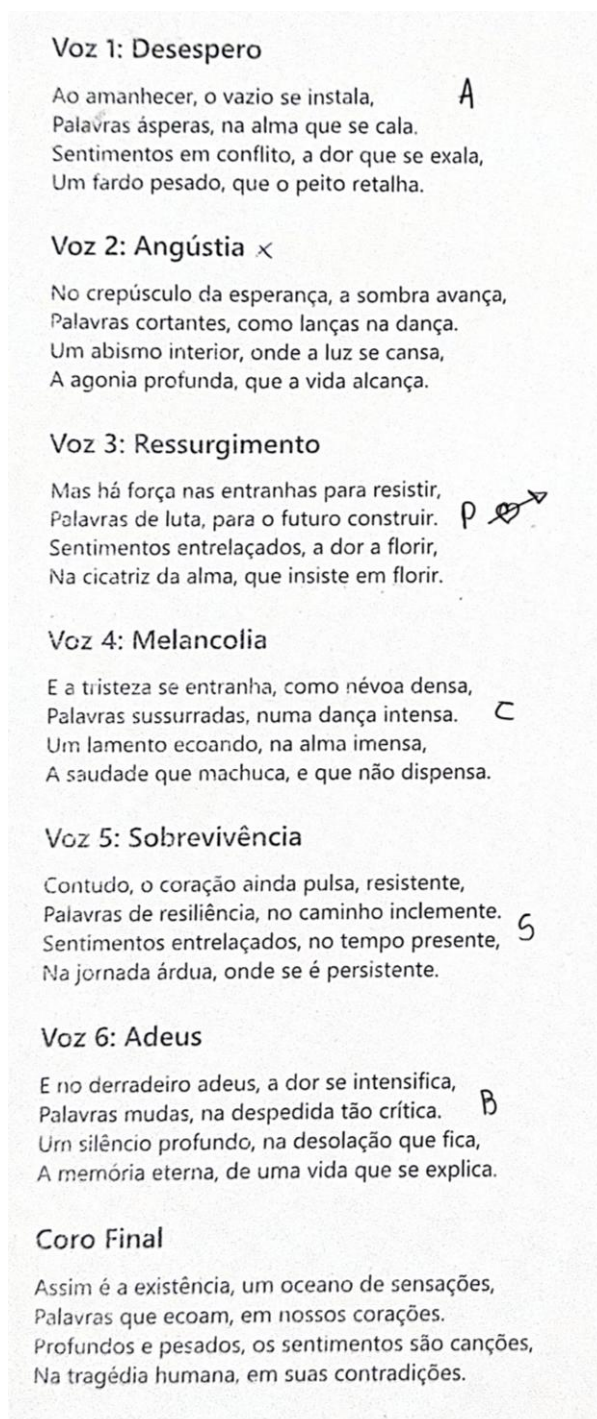 Voz 1: Desespero
Ao amanhecer, o vazio se instala, A
Palavras ásperas, na alma que se cala.
Sentimentos em conflito, a dor que se exala,
Um fardo pesado, que o peito retalha.
Voz 2: Angústia x
No crepúsculo da esperança, a sombra avança,
Palavras cortantes, como lanças na dança.
Um abismo interior, onde a luz se cansa,
A agonia profunda, que a vida alcança.
Voz 3: Ressurgimento
Mas há força nas entranhas para resistir,
Palavras de luta, para o futuro construir. P
Sentimentos entrelaçados, a dor a florir,
Na cicatriz da alma, que insiste em florir.
Voz 4: Melancolia
E a tristeza se entranha, como névoa densa,
Palavras sussurradas, numa dança intensa. C
Um lamento ecoando, na alma imensa,
A saudade que machuca, e que não dispensa.
Voz 5: Sobrevivência
Contudo, o coração ainda pulsa, resistente,
Palavras de resiliência, no caminho inclemente.
Sentimentos entrelaçados, no tempo presente, S
Na jornada árdua, onde se é persistente.
Voz 6: Adeus
E no derradeiro adeus, a dor se intensifica,
Palavras mudas, na despedida tão crítica. B
Um silêncio profundo, na desolação que fica,
A memória eterna, de uma vida que se explica.
Coro Final
Assim é a existência, um oceano de sensações,
Palavras que ecoam, em nossos corações.
Profundos e pesados, os sentimentos são canções,
Na tragédia humana, em suas contradições.